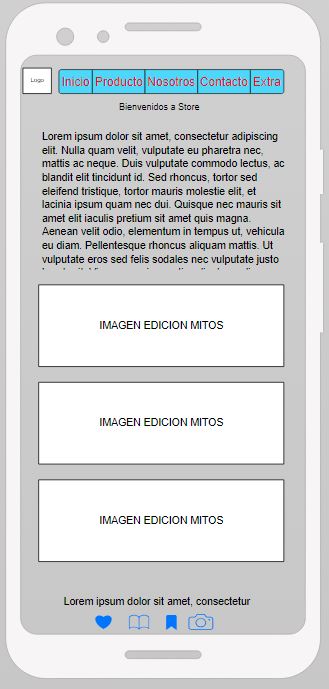 Logo
Inicio Producto Nosotros Contacto Extra
Bienvenidos a Store
Lorem ipsum dolor sit amet, consectetur adipiscing
elit. Nulla quam velit, vulputate eu pharetra nec,
mattis ac neque. Duis vulputate commodo lectus, ac
blandit elit tincidunt id. Sed rhoncus, tortor sed
eleifend tristique, tortor mauris molestie elit, et
lacinia ipsum quam nec dui. Quisque nec mauris sit
amet elit iaculis pretium sit amet quis magna.
Aenean velit odio, elementum in tempus ut, vehicula
eu diam. Pellentesque rhoncus aliquam mattis. Ut
vulputate eros sed felis sodales nec vulputate justo
IMAGEN EDICION MITOS
IMAGEN EDICION MITOS
IMAGEN EDICION MITOS
Lorem ipsum dolor sit amet, consectetur